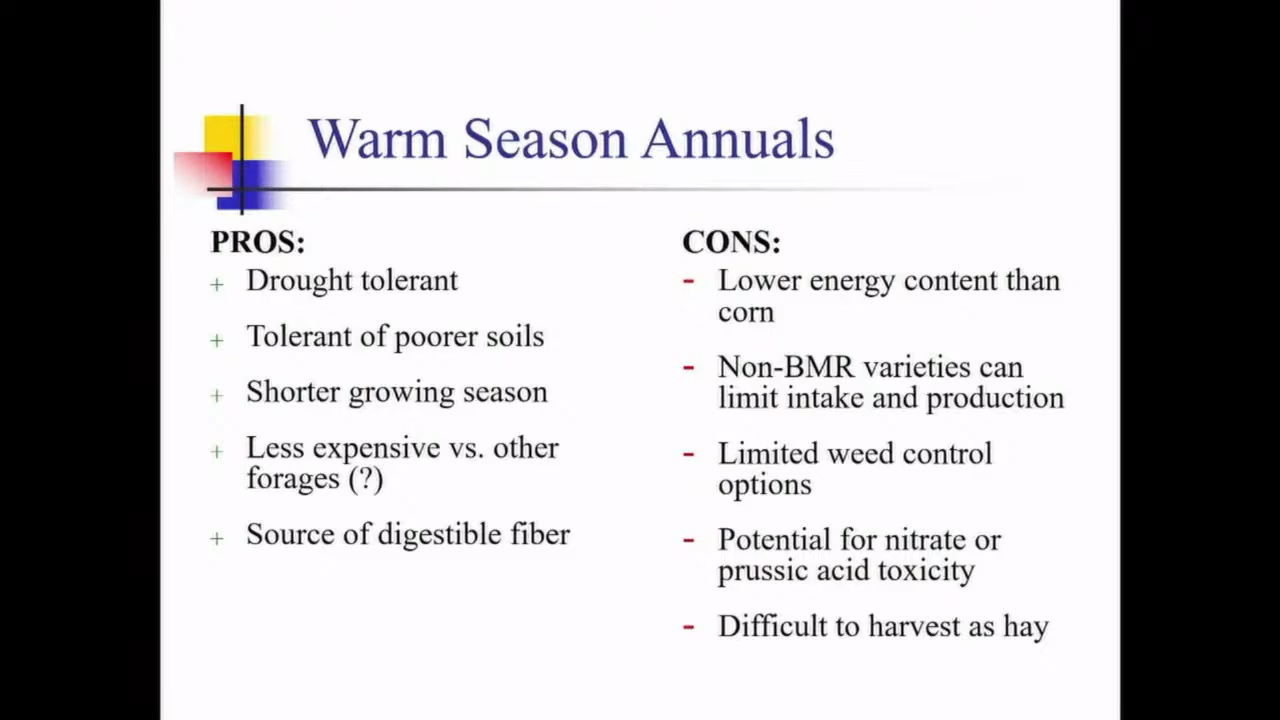 Warm Season Annuals
PROS:
+ Drought tolerant
+ Tolerant of poorer soils
+ Shorter growing season
+ Less expensive vs. other
forages (?)
+ Source of digestible fiber
CONS:
- Lower energy content than
corn
- Non-BMR varieties can
limit intake and production
- Limited weed control
options
- Potential for nitrate or
prussic acid toxicity
- Difficult to harvest as hay